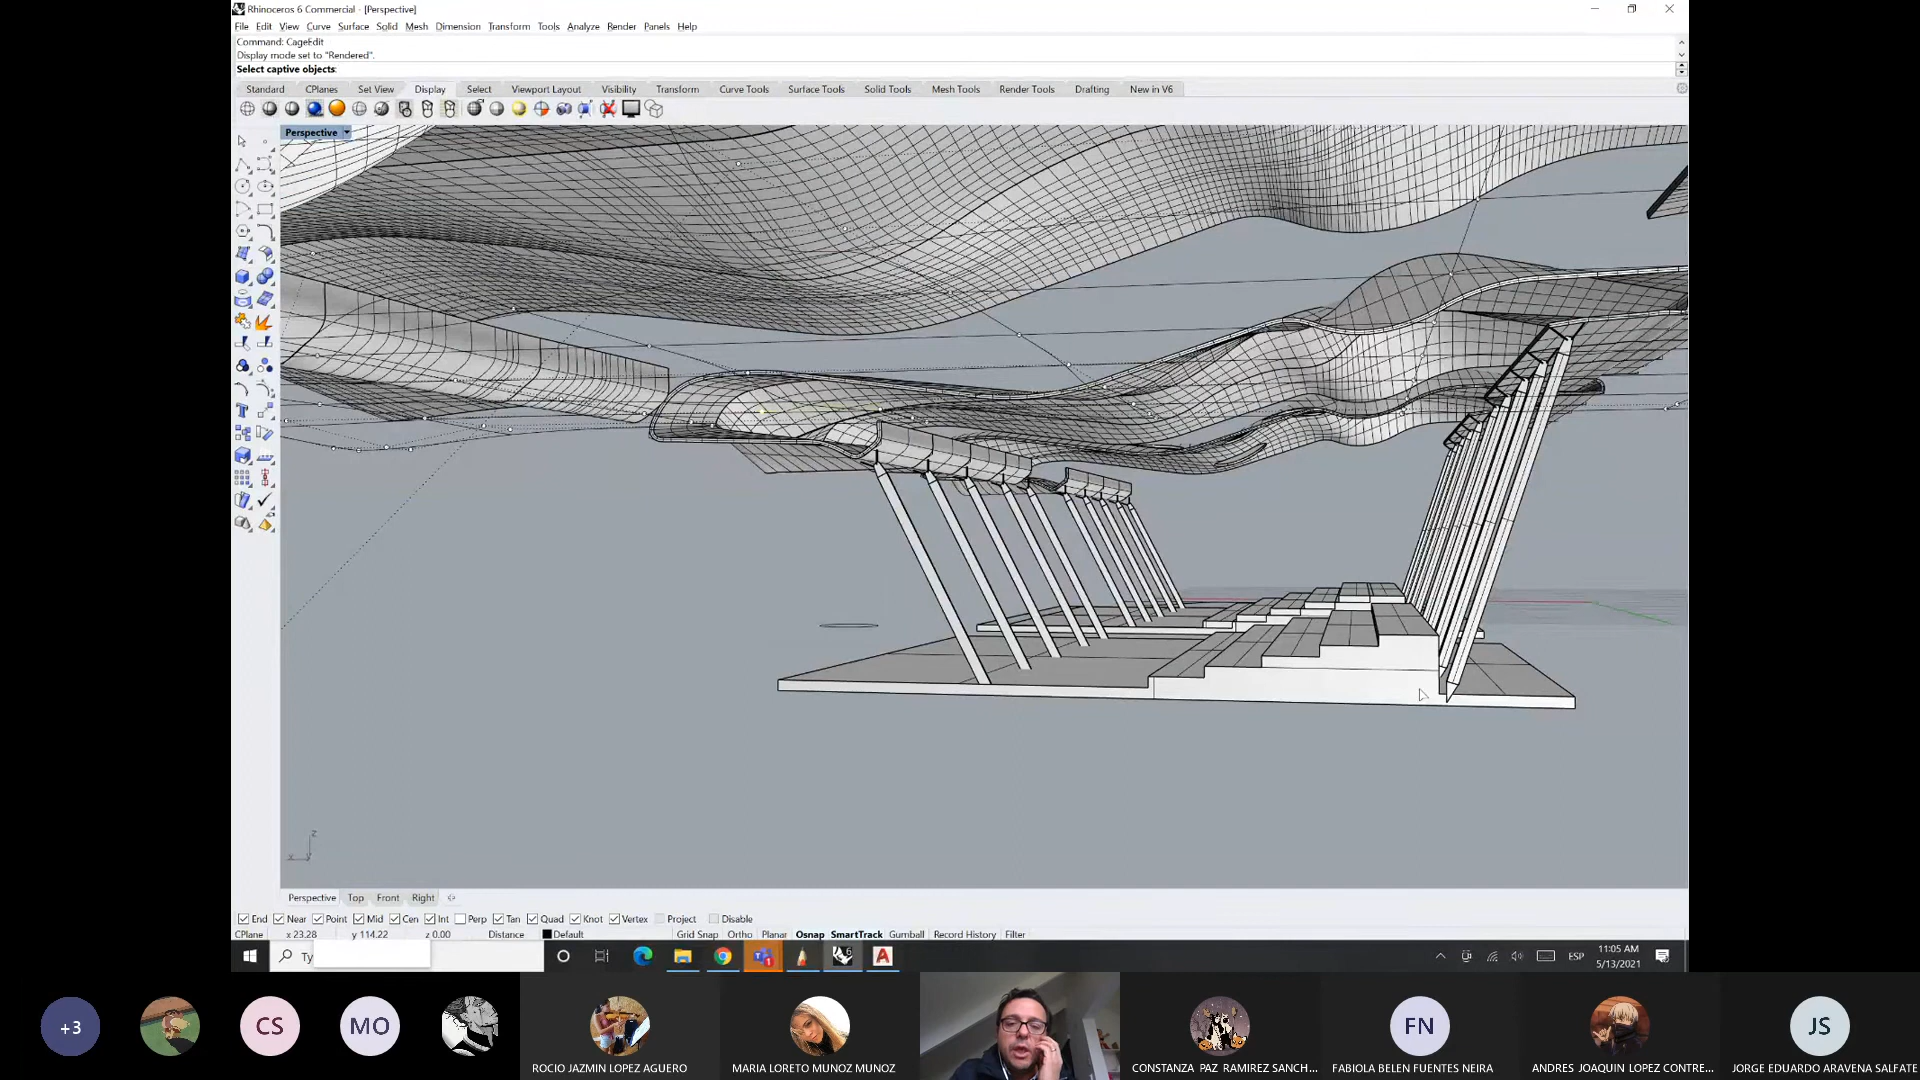 Rhinoceros 6 Commercial - [Perspective]
File Edit View Curve Surface Solid Mesh Dimension Transform Tools Analyze Render Panels Help
Command: CageEdit
Display mode set to "Rendered".
Select captive objects:
Standard CPlanes Set View Display Select Viewport Layout Visibility Transform Curve Tools Surface Tools Solid Tools Mesh Tools Render Tools Drafting New in V6
Perspective
z
x y
Perspective Top Front Right
End Near Point Mid Cen Int Perp Tan Quad Knot Vertex Project Disable
CPlane x 23.28 y 114.22 z 0.00 Distance Default Grid Snap Ortho Planar Osnap SmartTrack Gumball Record History Filter
Ty
ESP
11:05 AM
5/13/2021
+3
CS
MO
FN
JS
ROCIO JAZMIN LOPEZ AGUERO
MARIA LORETO MUNOZ MUNOZ
CONSTANZA PAZ RAMIREZ SANCH...
FABIOLA BELEN FUENTES NEIRA
ANDRES JOAQUIN LOPEZ CONTRE...
JORGE EDUARDO ARAVENA SALFATE